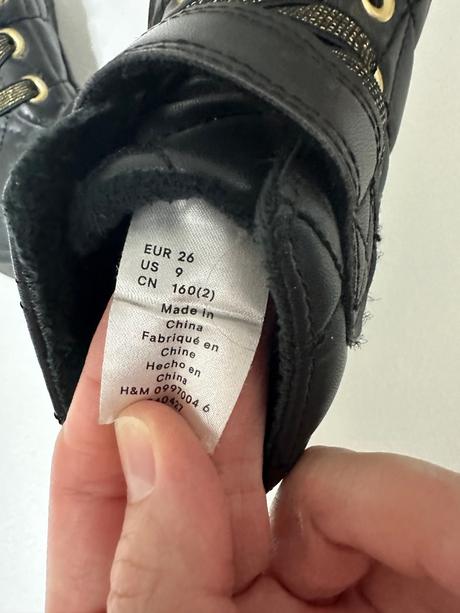 EUR 26
US 9
CN 160(2)
Made in
China
Fabriqué en
Chine
Hecho en
China
H&M 0997004 6